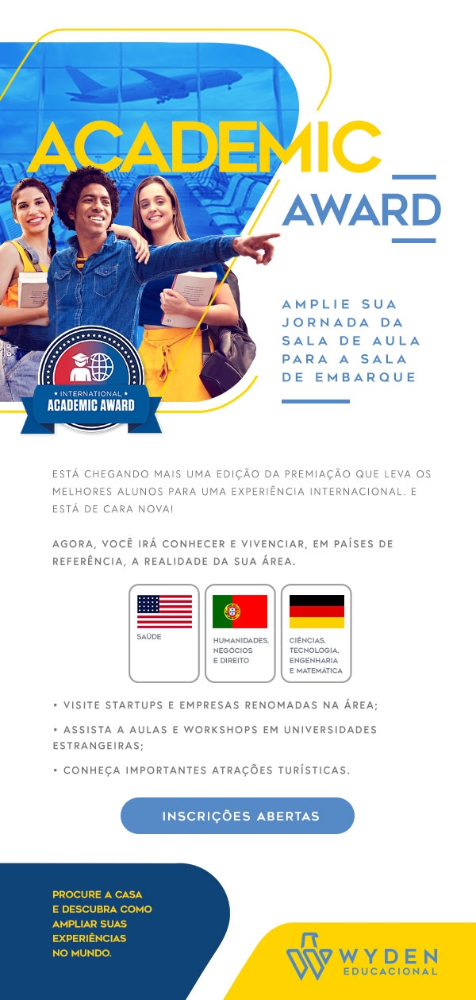 ACADEMIC
AWARD
AMPLIE SUA
JORNADA DA
SALA DE AULA
PARA A SALA
DE EMBARQUE
INTERNATIONAL
ACADEMIC AWARD
ESTÁ CHEGANDO MAIS UMA EDIÇÃO DA PREMIAÇÃO QUE LEVA OS
MELHORES ALUNOS PARA UMA EXPERIÊNCIA INTERNACIONAL. E
ESTÁ DE CARA NOVA!
AGORA, VOCÊ IRÁ CONHECER E VIVENCIAR, EM PAÍSES DE
REFERÊNCIA, A REALIDADE DA SUA ÁREA.
SAÚDE
HUMANIDADES,
NEGÓCIOS
E DIREITO
CIÊNCIAS,
TECNOLOGIA,
ENGENHARIA
E MATEMÁTICA
• VISITE STARTUPS E EMPRESAS RENOMADAS NA ÁREA;
• ASSISTA A AULAS E WORKSHOPS EM UNIVERSIDADES
ESTRANGEIRAS;
• CONHEÇA IMPORTANTES ATRAÇÕES TURÍSTICAS.
INSCRIÇÕES ABERTAS
PROCURE A CASA
E DESCUBRA COMO
AMPLIAR SUAS
EXPERIÊNCIAS
NO MUNDO.
WYDEN
EDUCACIONAL